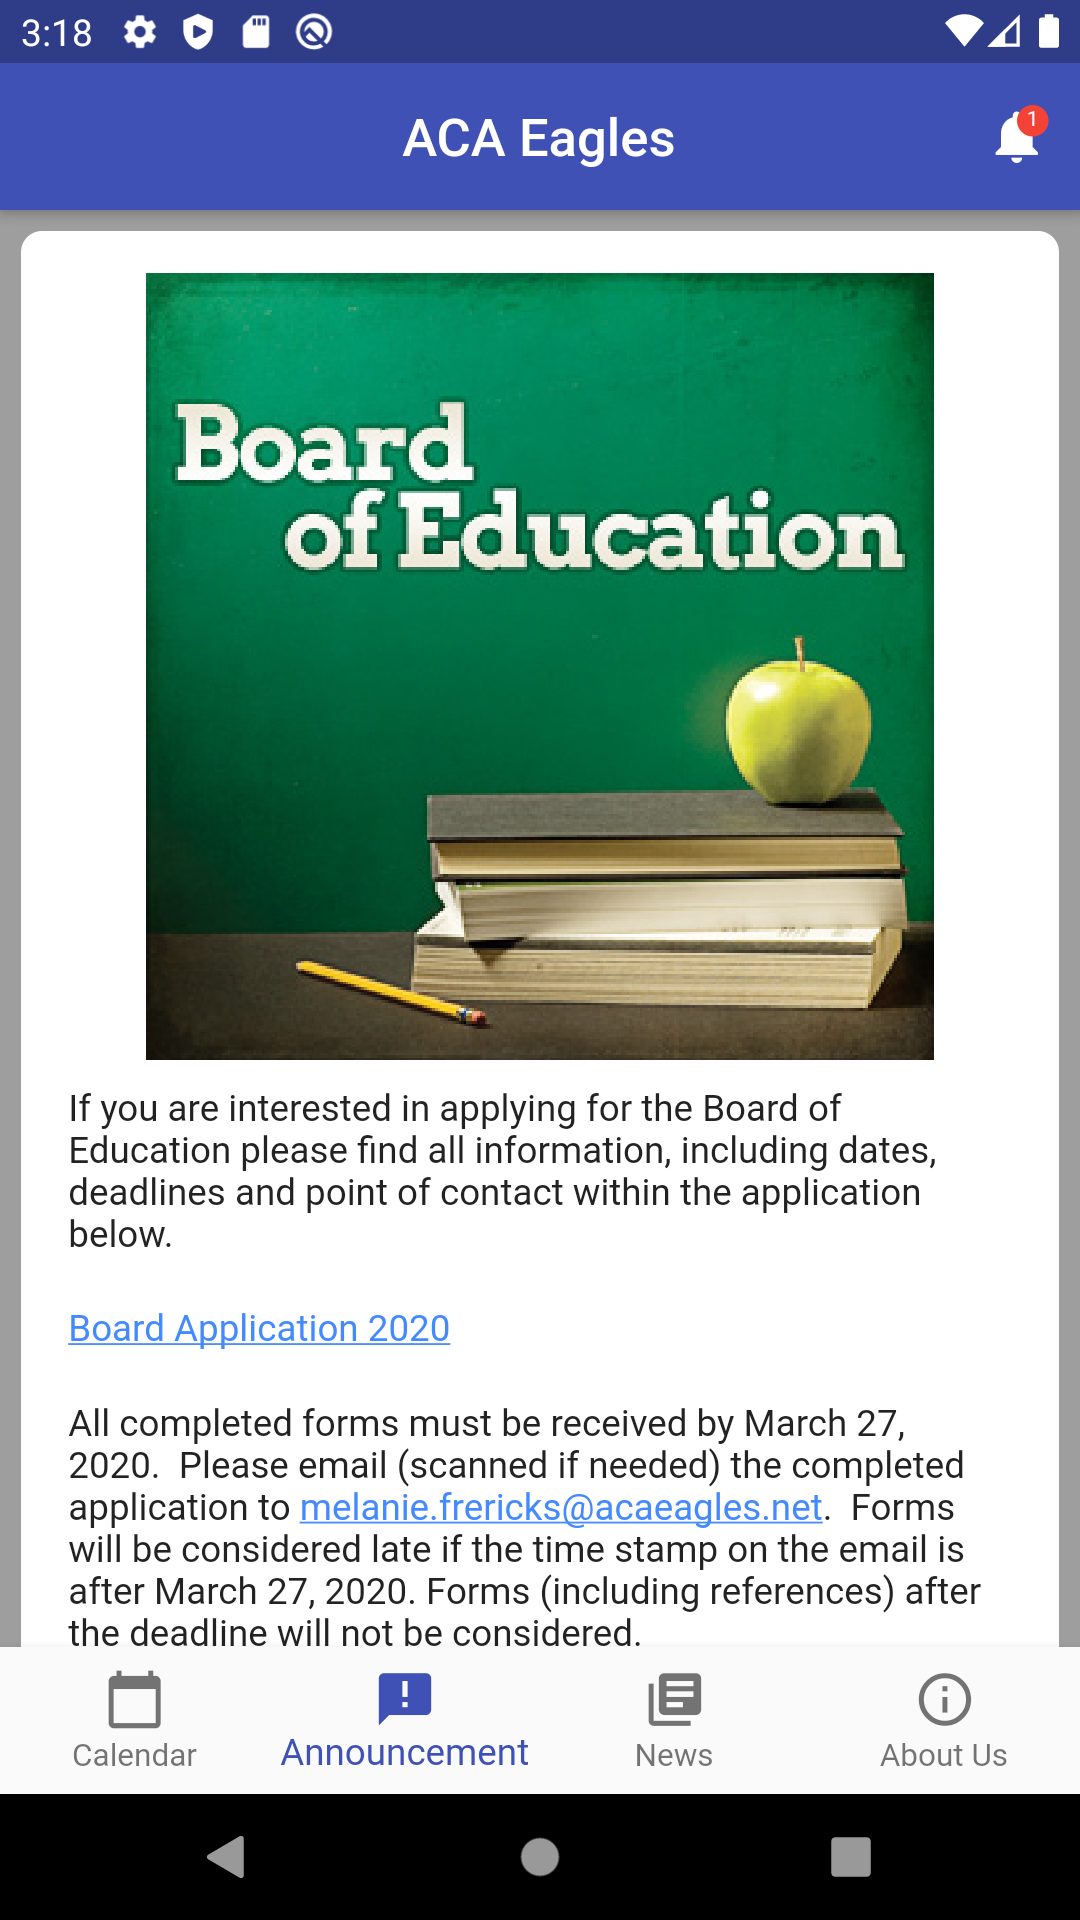 3:18
ACA Eagles
1
Board
of Education
If you are interested in applying for the Board of
Education please find all information, including dates,
deadlines and point of contact within the application
below.
Board Application 2020
All completed forms must be received by March 27,
2020.  Please email (scanned if needed) the completed
application to melanie.frericks@acaeagles.net.  Forms
will be considered late if the time stamp on the email is
after March 27, 2020. Forms (including references) after
the deadline will not be considered.
Calendar
Announcement
News
About Us